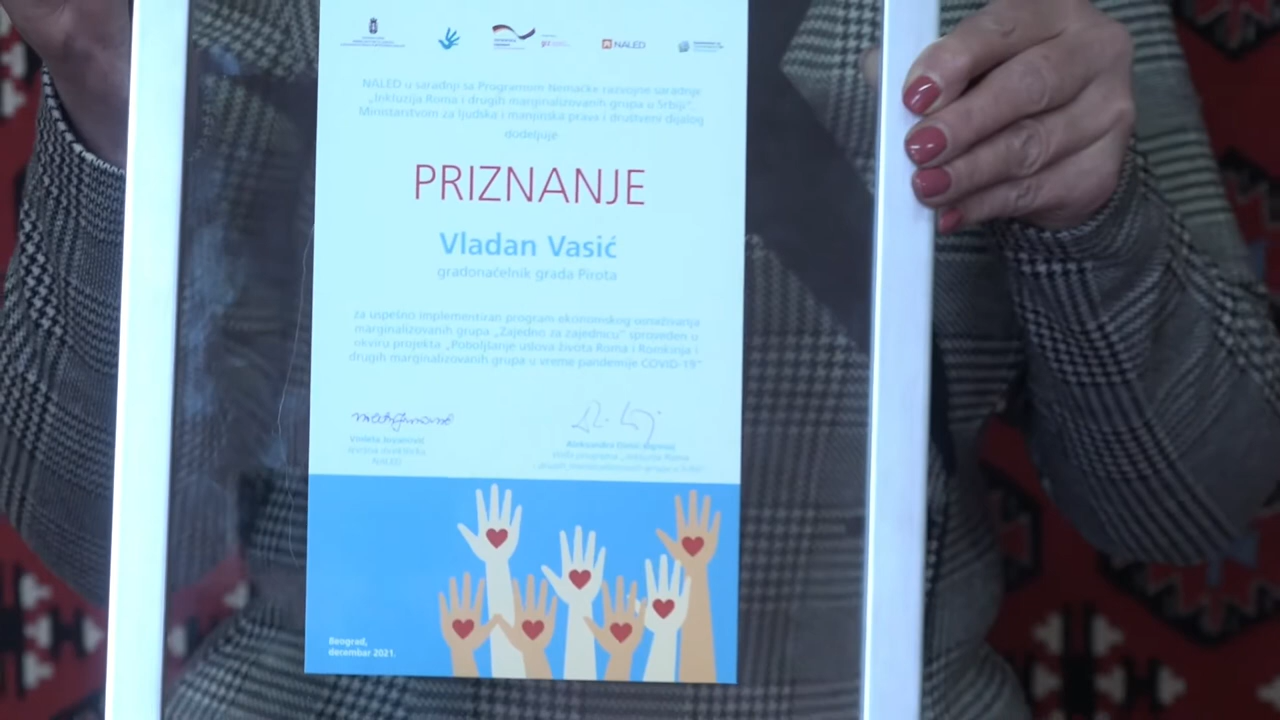 NALED
NALED u saradnji sa Programom Nemačke razvojne saradnje
„Inkluzija Roma i drugih marginalizovanih grupa u Srbiji”,
Ministarstvom za ljudska i manjinska prava i društveni dijalog
dodeljuje
PRIZNANJE
Vladan Vasić
gradonačelnik grada Pirota
za uspešno implementiran program ekonomskog osnaživanja
marginalizovanih grupa „Zajedno za zajednicu” sproveden u
okviru projekta „Poboljšanje uslova života Roma i Romkinja i
drugih marginalizovanih grupa u vreme pandemije COVID-19”
Violeta Jovanović
NALED
Aleksandra
Beograd,
decembar 2021.